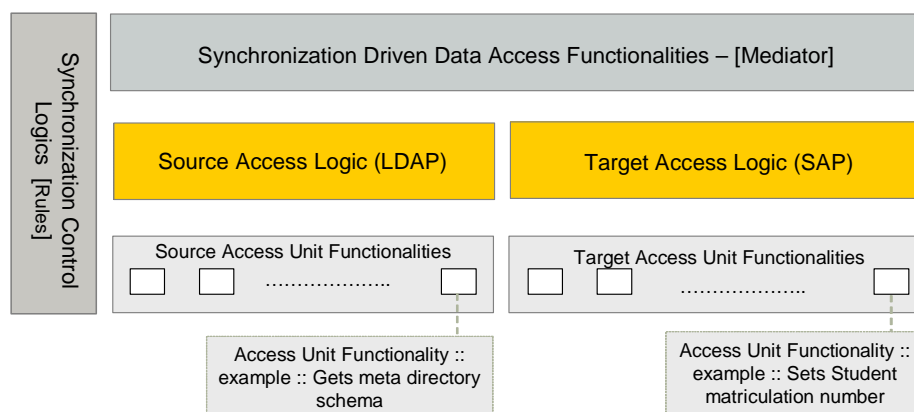 Synchronization Control
Logics [Rules]
Synchronization Driven Data Access Functionalities – [Mediator]
Source Access Logic (LDAP)
Target Access Logic (SAP)
Source Access Unit Functionalities
………………..
Target Access Unit Functionalities
………………..
Access Unit Functionality ::
example :: Gets meta directory
schema
Access Unit Functionality ::
example :: Sets Student
matriculation number